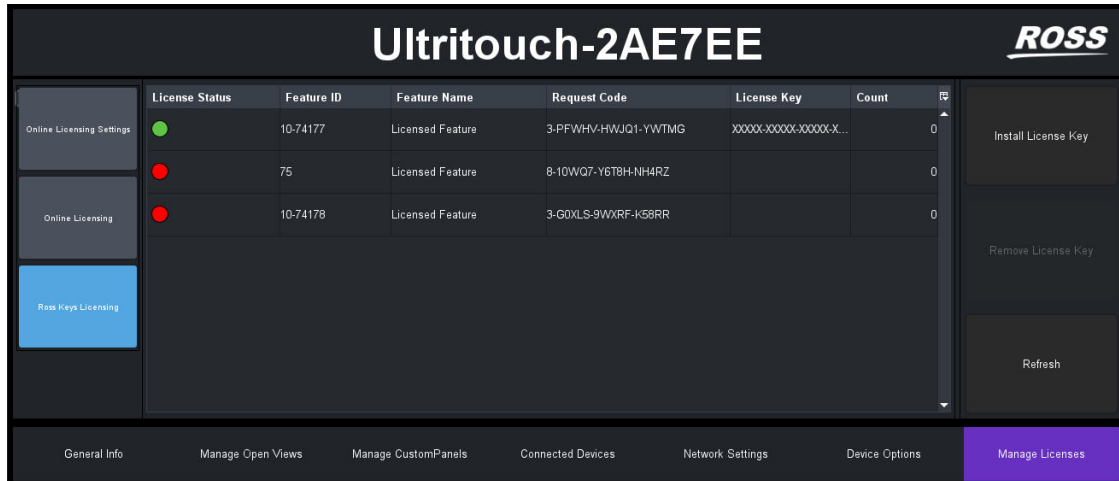 Ultritouch-2AE7EE
ROSS
Online Licensing Settings
Online Licensing
Ross Keys Licensing
License Status Feature ID Feature Name Request Code License Key Count
10-74177 Licensed Feature 3-PFWHV-HWJQ1-YWTMG XXXXX-XXXXX-XXXXX-X... 0
75 Licensed Feature 8-10WQ7-Y6T8H-NH4RZ 0
10-74178 Licensed Feature 3-G0XLS-9WXRF-K58RR 0
Install License Key
Remove License Key
Refresh
General Info Manage Open Views Manage CustomPanels Connected Devices Network Settings Device Options Manage Licenses